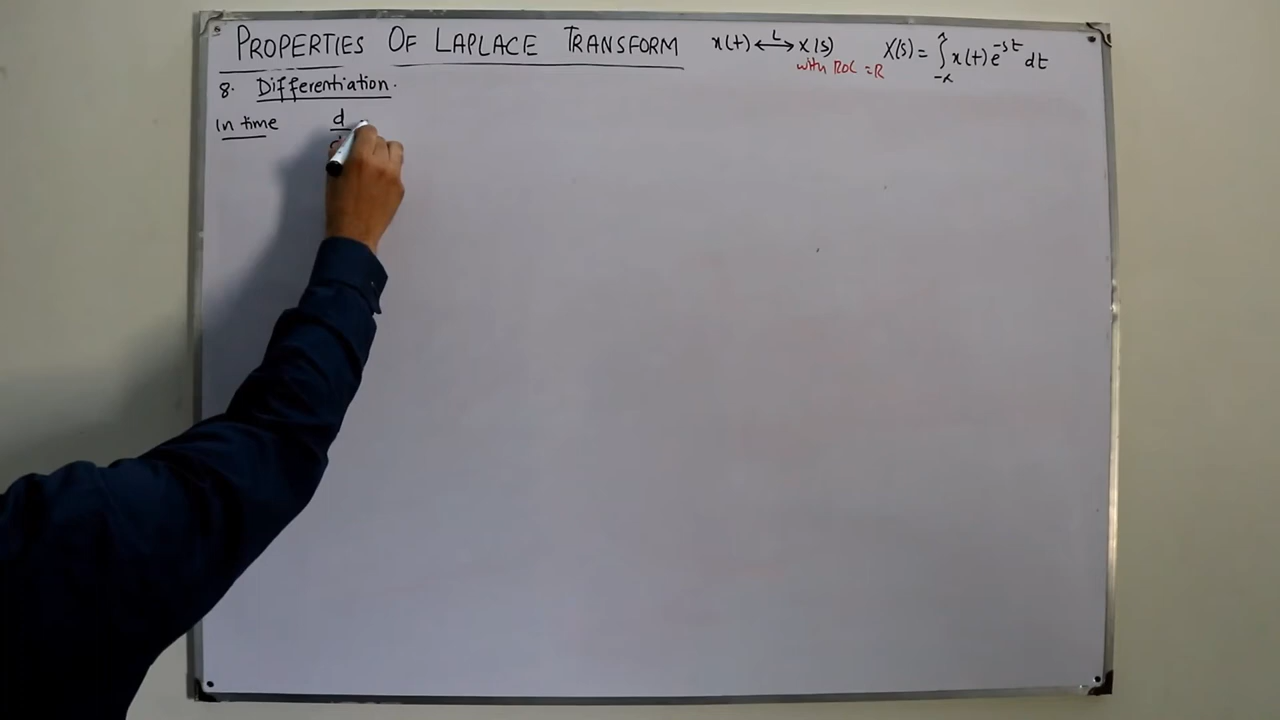 PROPERTIES OF LAPLACE TRANSFORM x(t) <-L-> X(s) X(s) = ∫_{-∞}^{∞} x(t) e^{-st} dt
with ROC = R
8. Differentiation.
In time d